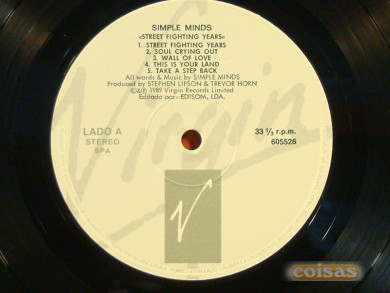 SIMPLE MINDS
«STREET FIGHTING YEARS»
1. STREET FIGHTING YEARS
2. SOUL CRYING OUT
3. WALL OF LOVE
4. THIS IS YOUR LAND
5. TAKE A STEP BACK
All words & music by SIMPLE MINDS
Produced by STEPHEN LIPSON & TREVOR HORN
1989 Virgin Records Limited
Editado por: EDISOM, LDA.
LADO A
STEREO
SPA
33 ⅓ r.p.m.
605526
Virgin
V
coisas